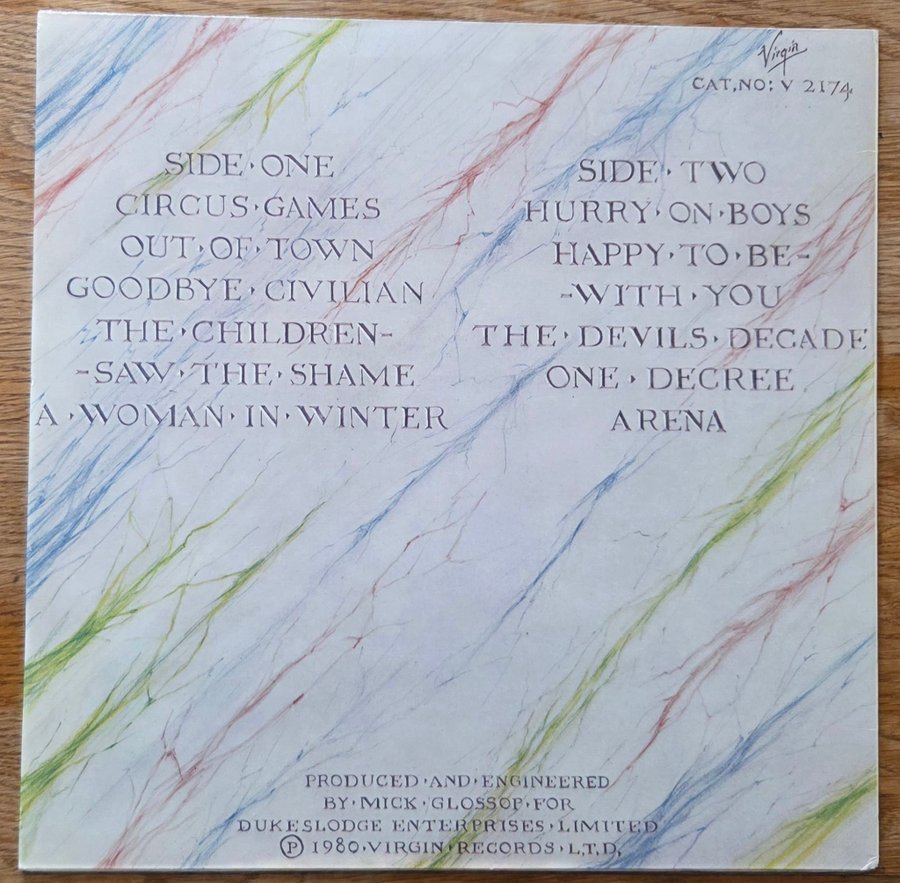 Virgin
CAT.NO: V 2174.
SIDE·ONE
CIRCUS·GAMES
OUT·OF·TOWN
GOODBYE·CIVILIAN
THE·CHILDREN-
-SAW·THE·SHAME
A·WOMAN·IN·WINTER
SIDE·TWO
HURRY·ON·BOYS
HAPPY·TO·BE-
-WITH·YOU
THE·DEVILS·DECADE
ONE·DECREE
ARENA
PRODUCED·AND·ENGINEERED
BY·MICK·GLOSSOP·FOR
DUKESLODGE ENTERPRISES·LIMITED
Ⓟ 1980·VIRGIN·RECORDS·L.T.D.